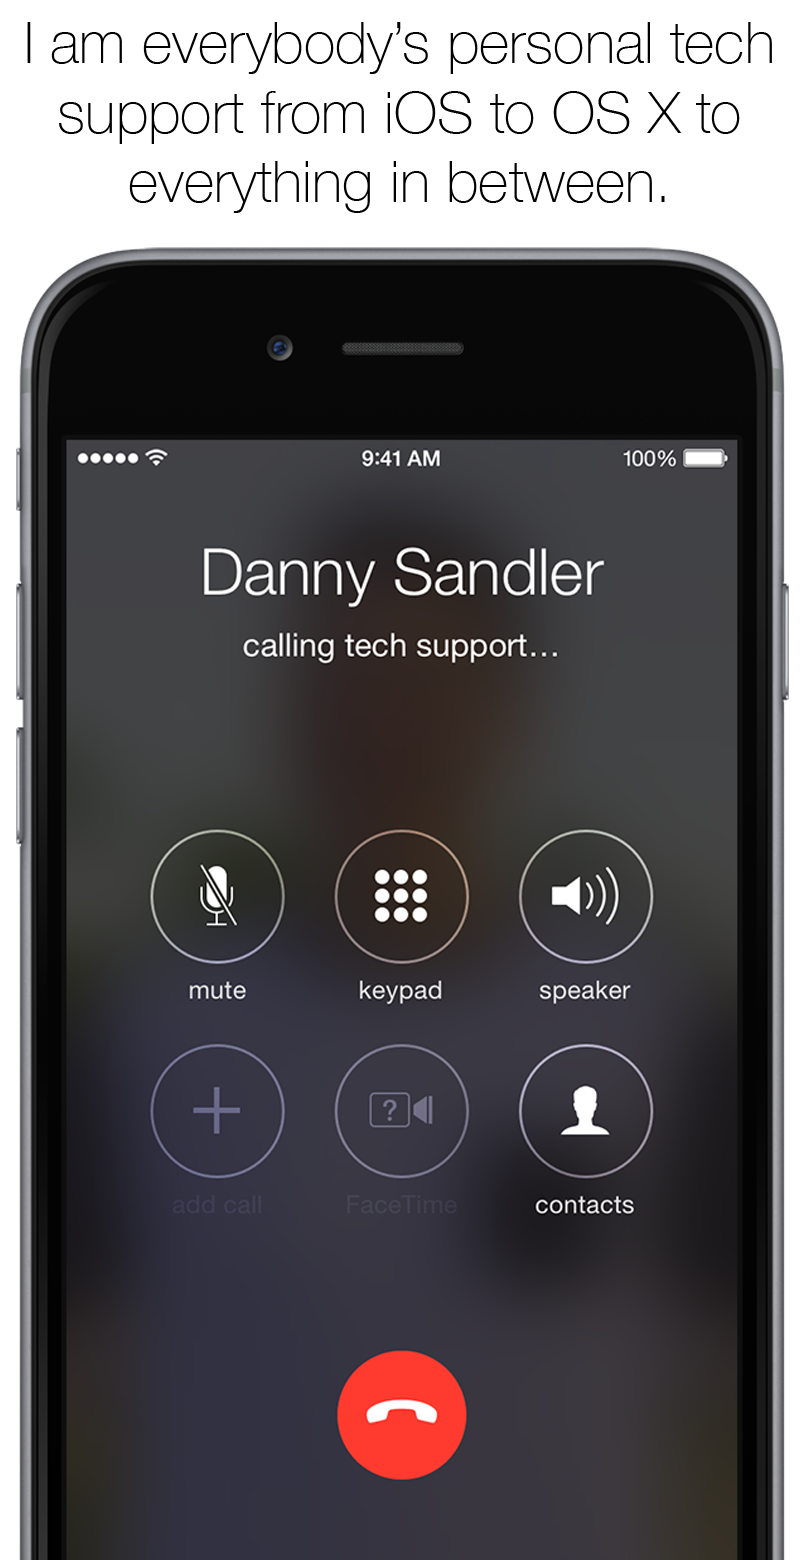 I am everybody’s personal tech
support from iOS to OS X to
everything in between.
9:41 AM
100%
Danny Sandler
calling tech support...
mute
keypad
speaker
?
add call
FaceTime
contacts